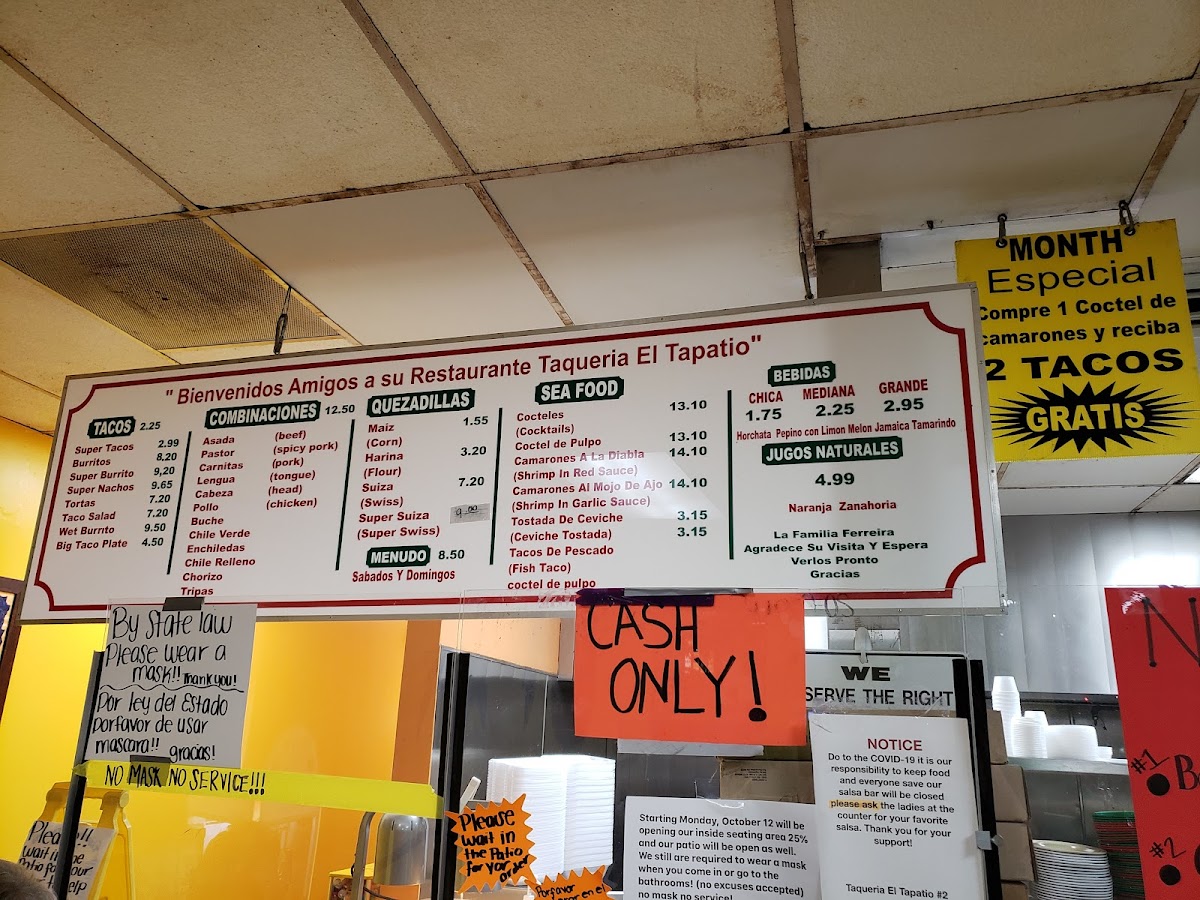 " Bienvenidos Amigos a su Restaurante Taqueria El Tapatio"
TACOS 2.25
Super Tacos 2.99
Burritos 8,20
Super Burrito 9,20
Super Nachos 9.65
Tortas 7.20
Taco Salad 7.20
Wet Burrito 9.50
Big Taco Plate 4.50
COMBINACIONES 12.50
Asada (beef)
Pastor (spicy pork)
Carnitas (pork)
Lengua (tongue)
Cabeza (head)
Pollo (chicken)
Buche
Chile Verde
Enchiledas
Chile Relleno
Chorizo
Tripas
QUEZADILLAS
Maiz 1.55
(Corn)
Harina 3.20
(Flour)
Suiza 7.20
(Swiss)
Super Suiza 9.00
(Super Swiss)
MENUDO 8.50
Sabados Y Domingos
SEA FOOD
Cocteles 13.10
(Cocktails)
Coctel de Pulpo 13.10
Camarones A La Diabla 14.10
(Shrimp In Red Sauce)
Camarones Al Mojo De Ajo 14.10
(Shrimp In Garlic Sauce)
Tostada De Ceviche 3.15
(Ceviche Tostada) 3.15
Tacos De Pescado
(Fish Taco)
coctel de pulpo
BEBIDAS
CHICA MEDIANA GRANDE
1.75 2.25 2.95
Horchata Pepino con Limon Melon Jamaica Tamarindo
JUGOS NATURALES
4.99
Naranja Zanahoria
La Familia Ferreira
Agradece Su Visita Y Espera
Verlos Pronto
Gracias
MONTH
Especial
Compre 1 Coctel de
camarones y reciba
2 TACOS
GRATIS
By State law
Please wear a
mask!! Thank you!
Por ley del Estado
porfavor de usar
mascara!! gracias!
NO MASK NO SERVICE!!!
CASH
ONLY!
WE
SERVE THE RIGHT
NOTICE
Do to the COVID-19 it is our
responsibility to keep food
and everyone save our
salsa bar will be closed
please ask the ladies at the
counter for your favorite
salsa. Thank you for your
support!
Taqueria El Tapatio #2
Starting Monday, October 12 will be
opening our inside seating area 25%
and our patio will be open as well.
We still are required to wear a mask
when you come in or go to the
bathrooms! (no excuses accepted)
no mask no service!
Please
wait in
the Patio
for your
order
Porfavor
en el
Please!!
wait in the
Patio for your
help
N
#1
B
#2